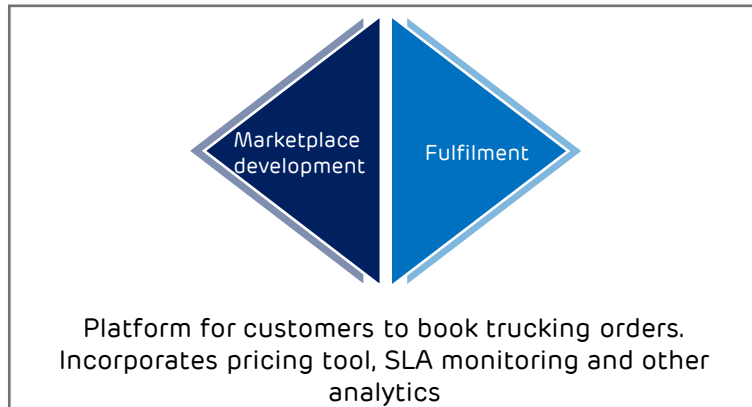 Marketplace
development
Fulfilment
Platform for customers to book trucking orders.
Incorporates pricing tool, SLA monitoring and other
analytics